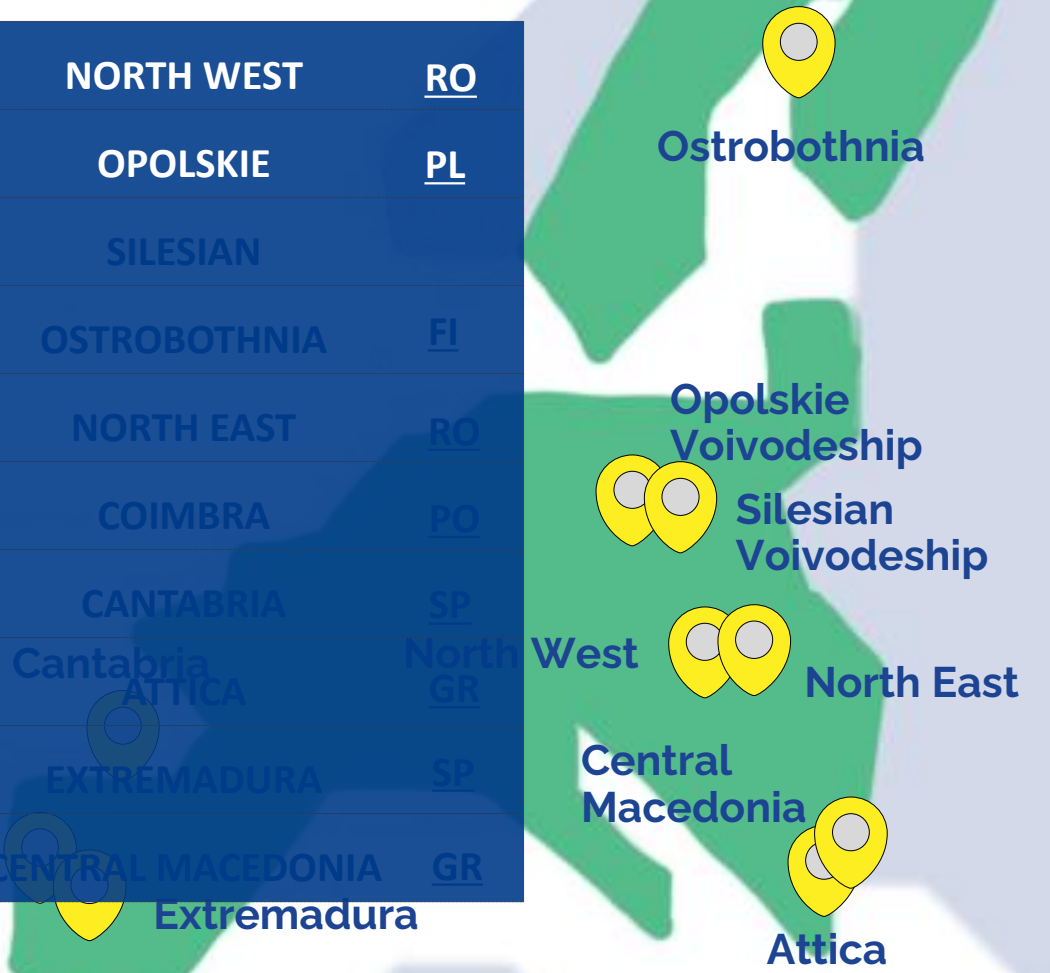 NORTH WEST RO
OPOLSKIE PL
SILESIAN
OSTROBOTHNIA FI
NORTH EAST RO
COIMBRA PO
CANTABRIA SP
ATTICA GR
EXTREMADURA SP
CENTRAL MACEDONIA GR
Ostrobothnia
Opolskie
Voivodeship
Silesian
Voivodeship
Cantabria
North West
North East
Central
Macedonia
Extremadura
Attica